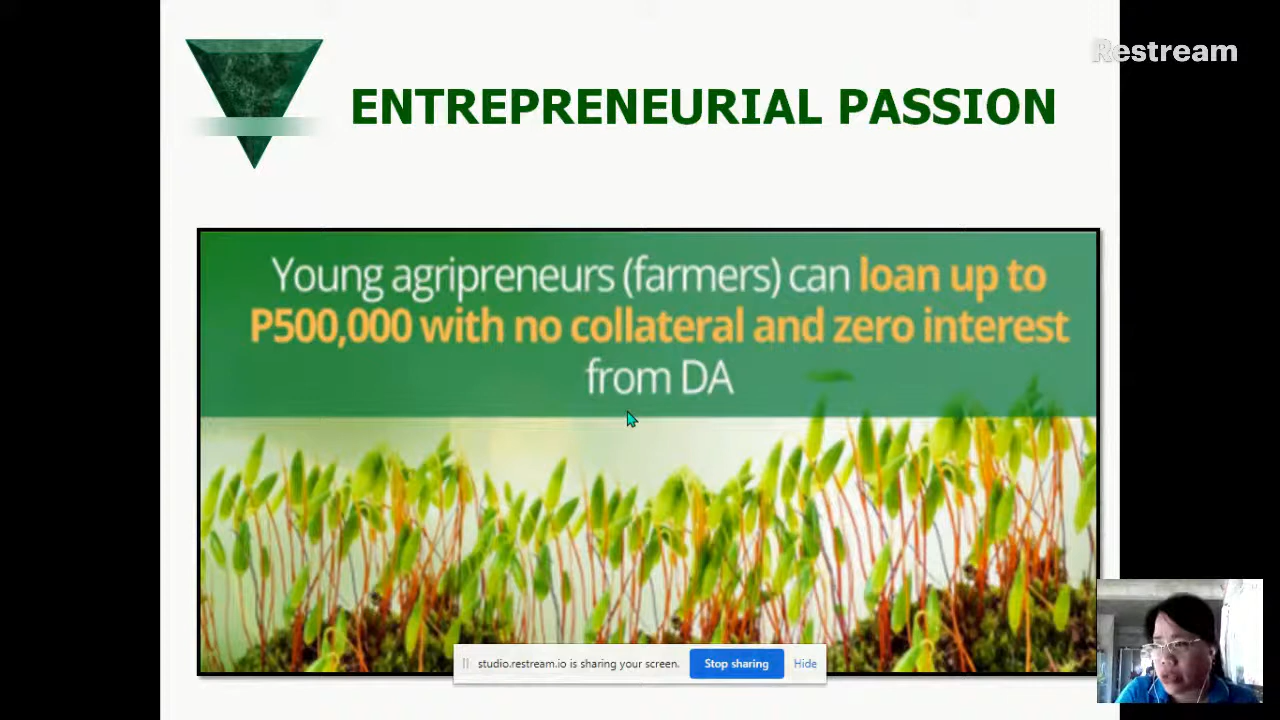 Restream
ENTREPRENEURIAL PASSION
Young agripreneurs (farmers) can loan up to
P500,000 with no collateral and zero interest
from DA
studio.restream.io is sharing your screen. Stop sharing Hide